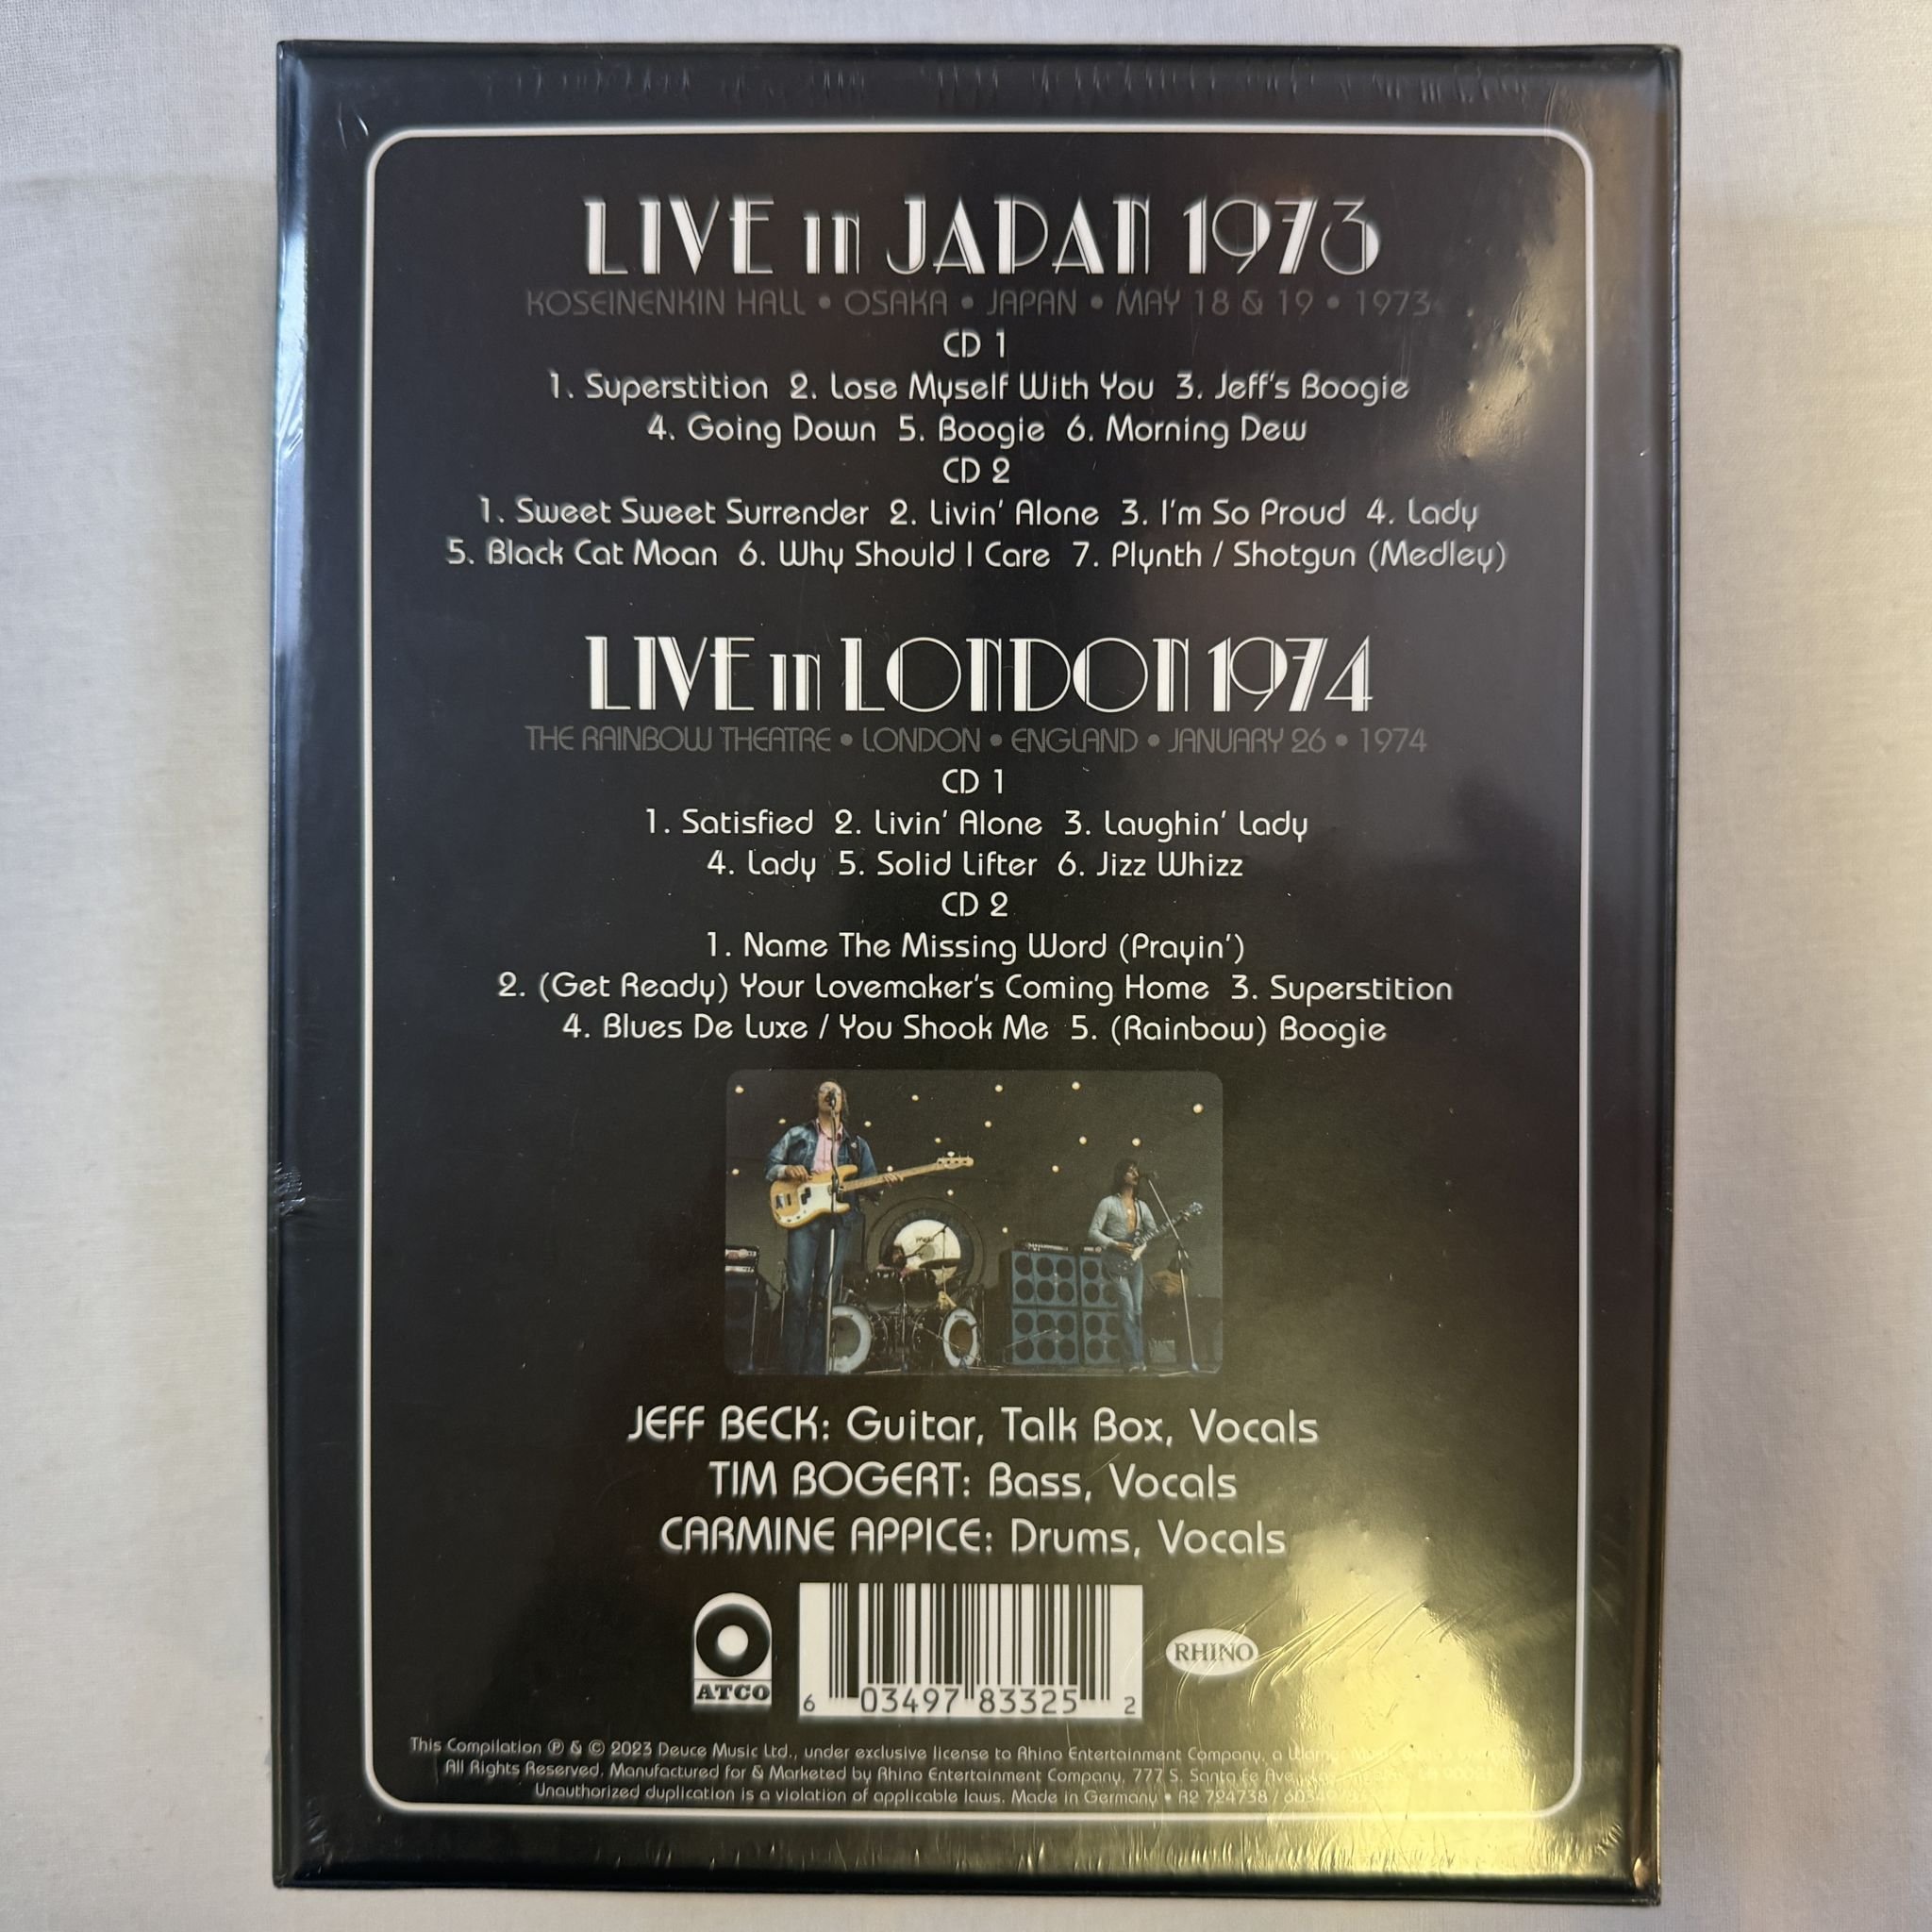 LIVE in JAPAN 1973
KOSEINENKIN HALL • OSAKA • JAPAN • MAY 18 & 19 • 1973
CD 1
1. Superstition 2. Lose Myself With You 3. Jeff's Boogie
4. Going Down 5. Boogie 6. Morning Dew
CD 2
1. Sweet Sweet Surrender 2. Livin' Alone 3. I'm So Proud 4. Lady
5. Black Cat Moan 6. Why Should I Care 7. Plynth / Shotgun (Medley)
LIVE in LONDON 1974
THE RAINBOW THEATRE • LONDON • ENGLAND • JANUARY 26 • 1974
CD 1
1. Satisfied 2. Livin' Alone 3. Laughin' Lady
4. Lady 5. Solid Lifter 6. Jizz Whizz
CD 2
1. Name The Missing Word (Prayin')
2. (Get Ready) Your Lovemaker's Coming Home 3. Superstition
4. Blues De Luxe / You Shook Me 5. (Rainbow) Boogie
JEFF BECK: Guitar, Talk Box, Vocals
TIM BOGERT: Bass, Vocals
CARMINE APPICE: Drums, Vocals
ATCO
6 03497 83325 2
RHINO
This Compilation ℗ & © 2023 Deuce Music Ltd., under exclusive license to Rhino Entertainment Company, a
All Rights Reserved. Manufactured for & Marketed by Rhino Entertainment Company, 777 S. Santa Fe Ave.,
Unauthorized duplication is a violation of applicable laws. Made in Germany • R2 724738 /